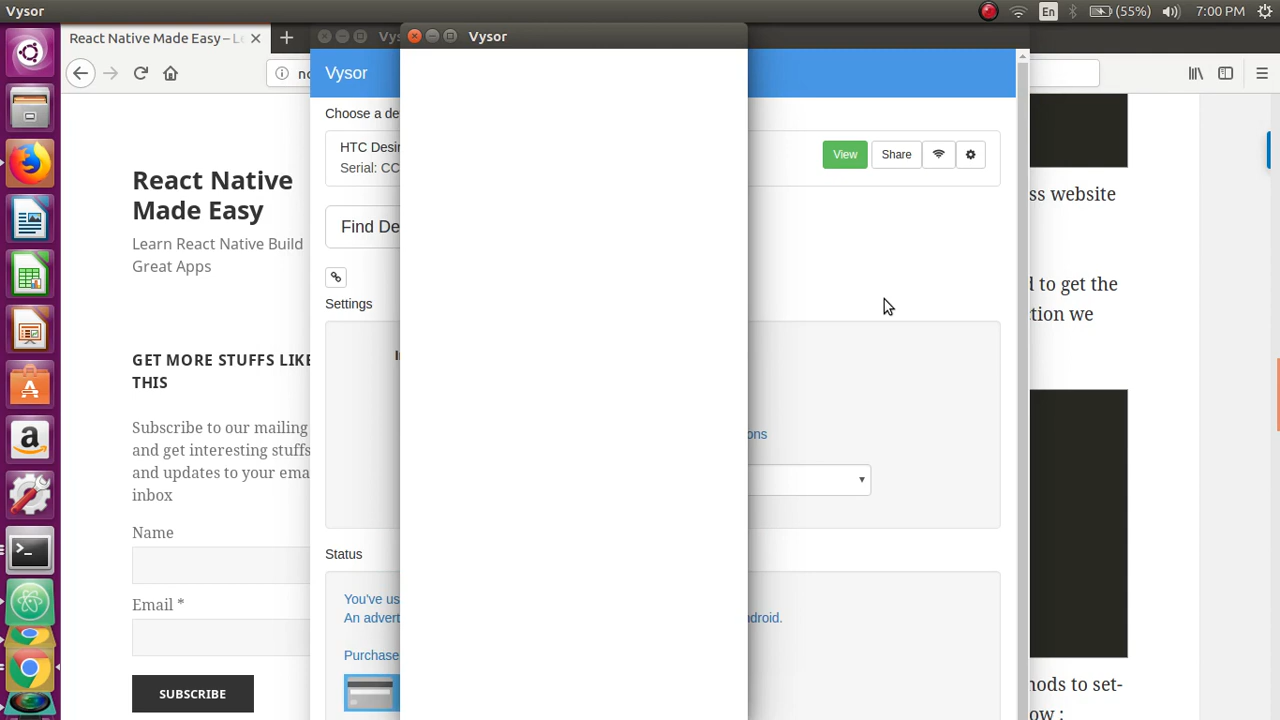 Vysor
En
(55%)
7:00 PM
React Native Made Easy – Le
Vysor
Vysor
Choose a de
HTC Desir
Serial: CC
View
Share
Find De
Settings
ons
Status
You've us
An advert
droid.
Purchase
React Native
Made Easy
Learn React Native Build
Great Apps
GET MORE STUFFS LIKE
THIS
Subscribe to our mailing
and get interesting stuffs
and updates to your ema
inbox
Name
Email *
SUBSCRIBE
ss website
d to get the
ction we
nods to set-
ow :